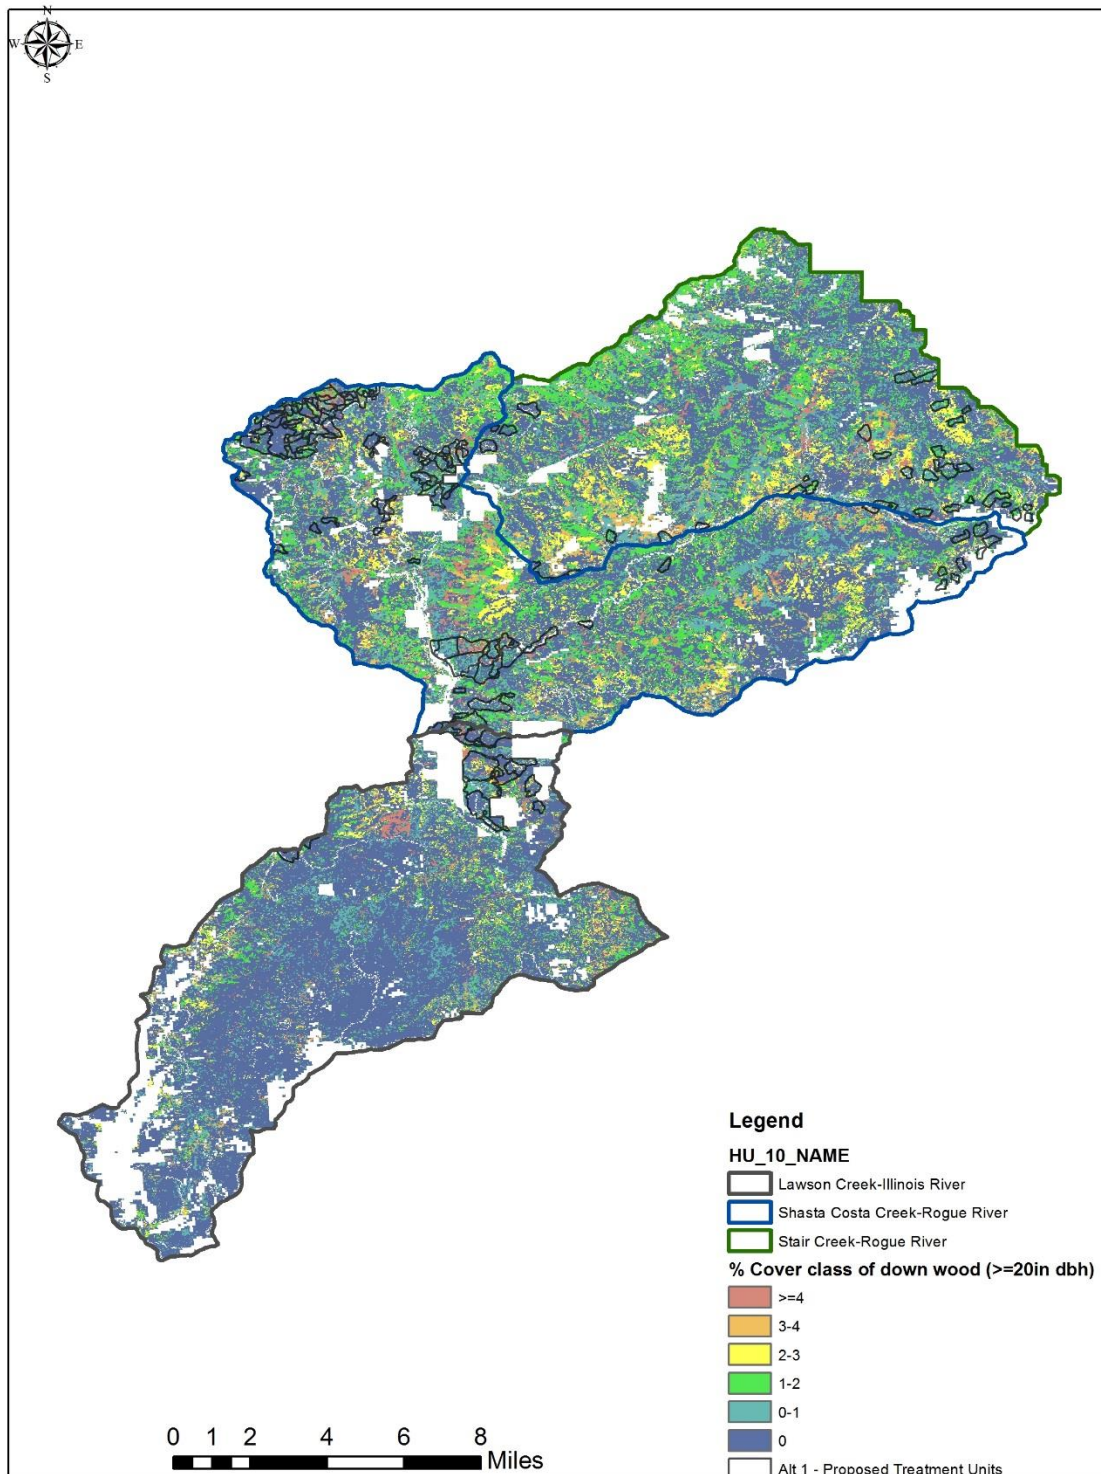 N
W E
S
Legend
HU_10_NAME
Lawson Creek-Illinois River
Shasta Costa Creek-Rogue River
Stair Creek-Rogue River
% Cover class of down wood (>=20in dbh)
>=4
3-4
2-3
1-2
0-1
0
Alt 1 - Proposed Treatment Units
0 1 2 4 6 8
Miles